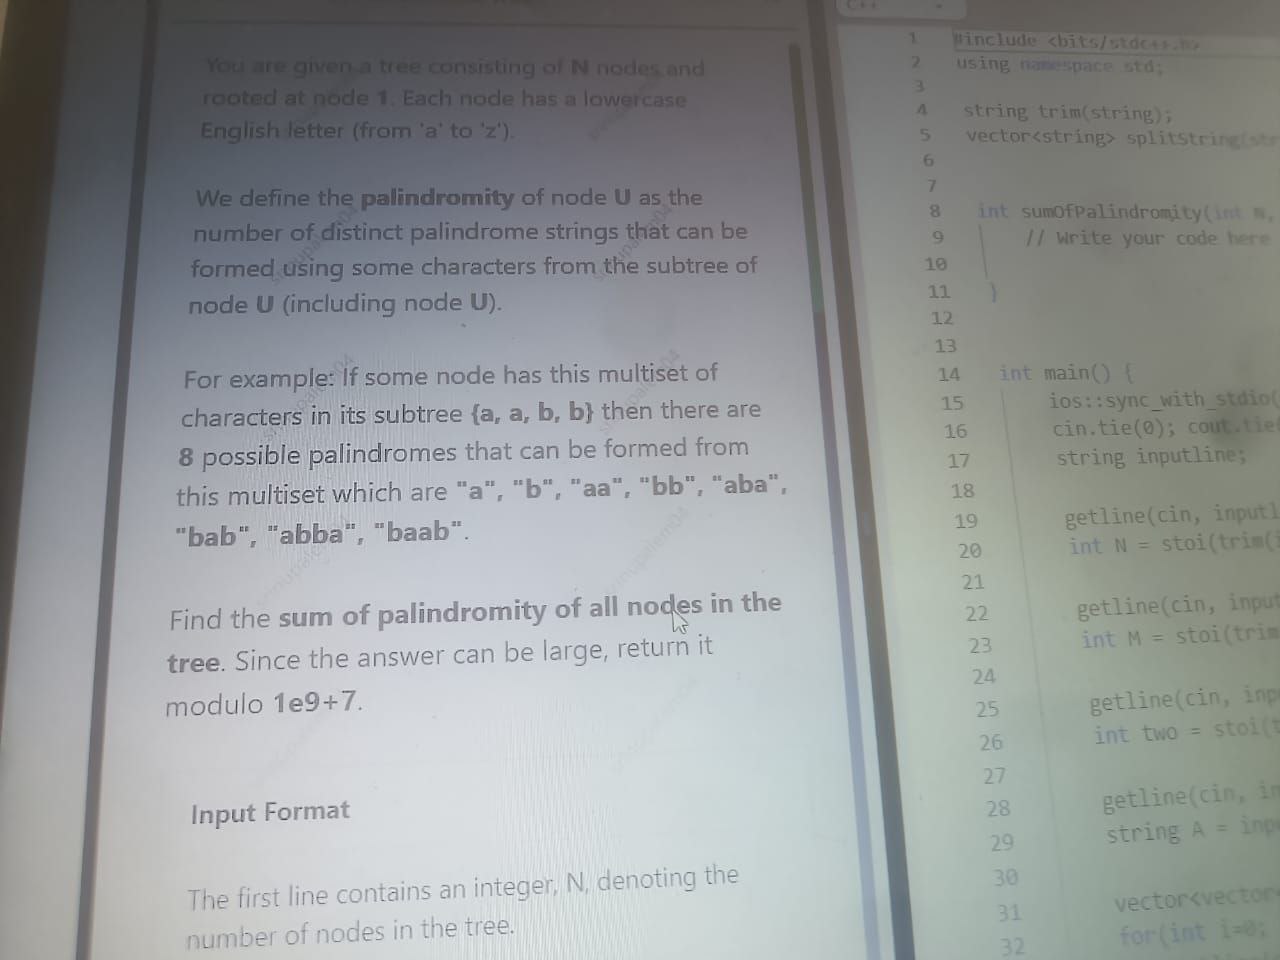 You are given a tree consisting of N nodes and
rooted at node 1. Each node has a lowercase
English letter (from 'a' to 'z').
We define the palindromity of node U as the
number of distinct palindrome strings that can be
formed using some characters from the subtree of
node U (including node U).
For example: If some node has this multiset of
characters in its subtree {a, a, b, b} then there are
8 possible palindromes that can be formed from
this multiset which are "a", "b", "aa", "bb", "aba",
"bab", "abba", "baab".
Find the sum of palindromity of all nodes in the
tree. Since the answer can be large, return it
modulo 1e9+7.
Input Format
The first line contains an integer, N, denoting the
number of nodes in the tree.
C++
1 #include <bits/stdc++.h>
2 using namespace std;
3
4 string trim(string);
5 vector<string> splitString(
6
7
8 int sumOfPalindromity(int N,
9 // Write your code here
10
11 }
12
13
14 int main() {
15 ios::sync_with_stdio(
16 cin.tie(0); cout.tie
17 string inputline;
18
19 getline(cin, inputl
20 int N = stoi(trim(i
21
22 getline(cin, input
23 int M = stoi(trim
24
25 getline(cin, inp
26 int two = stoi(t
27
28 getline(cin, in
29 string A = inp
30
31 vector<vector
32 for(int i=0;